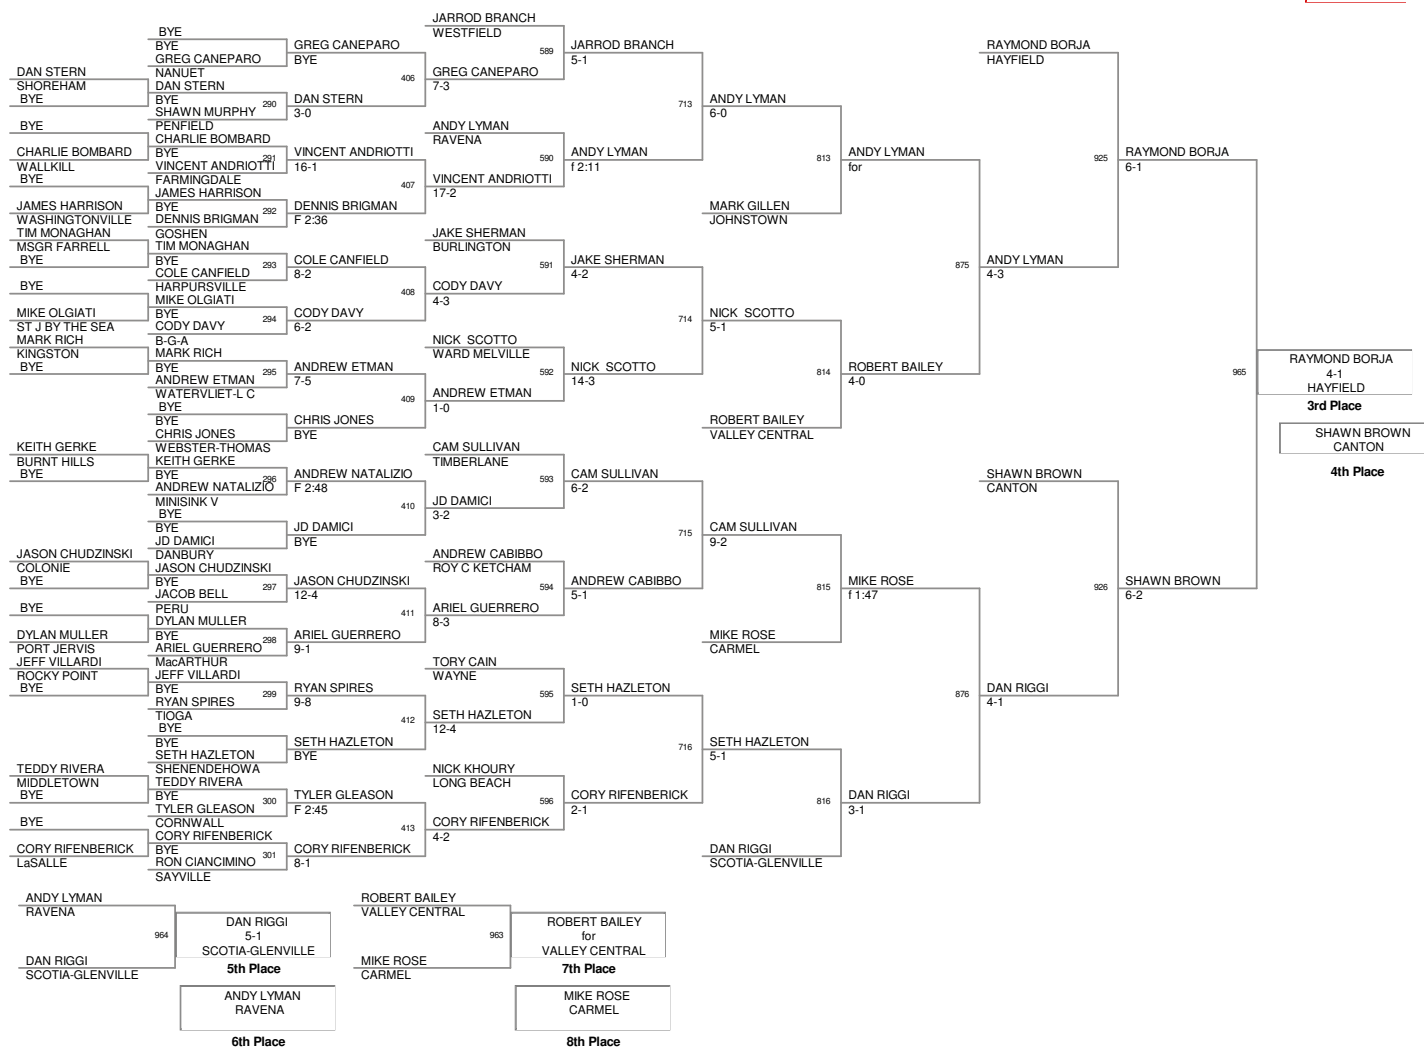 BYE
BYE
GREG CANEPARO
NANUET
DAN STERN
SHOREHAM
BYE
DAN STERN
BYE
SHAWN MURPHY
PENFIELD
290
BYE
CHARLIE BOMBARD
WALLKILL
CHARLIE BOMBARD
BYE
VINCENT ANDRIOTTI
FARMINGDALE
291
BYE
JAMES HARRISON
WASHINGTONVILLE
JAMES HARRISON
BYE
DENNIS BRIGMAN
GOSHEN
292
TIM MONAGHAN
MSGR FARRELL
BYE
TIM MONAGHAN
BYE
COLE CANFIELD
HARPURSVILLE
293
BYE
MIKE OLGIATI
ST J BY THE SEA
MIKE OLGIATI
BYE
CODY DAVY
B-G-A
294
MARK RICH
KINGSTON
BYE
MARK RICH
BYE
ANDREW ETMAN
WATERVLIET-L C
295
BYE
BYE
CHRIS JONES
WEBSTER-THOMAS
KEITH GERKE
BURNT HILLS
BYE
KEITH GERKE
BYE
ANDREW NATALIZIO
MINISINK V
296
BYE
BYE
JD DAMICI
DANBURY
JASON CHUDZINSKI
COLONIE
BYE
JASON CHUDZINSKI
BYE
JACOB BELL
PERU
297
BYE
DYLAN MULLER
PORT JERVIS
DYLAN MULLER
BYE
ARIEL GUERRERO
MacARTHUR
298
JEFF VILLARDI
ROCKY POINT
BYE
JEFF VILLARDI
BYE
RYAN SPIRES
TIOGA
299
BYE
BYE
SETH HAZLETON
SHENENDEHOWA
TEDDY RIVERA
MIDDLETOWN
BYE
TEDDY RIVERA
BYE
TYLER GLEASON
CORNWALL
300
BYE
CORY RIFENBERICK
LaSALLE
CORY RIFENBERICK
BYE
RON CIANCIMINO
SAYVILLE
301
GREG CANEPARO
BYE
406
DAN STERN
3-0
VINCENT ANDRIOTTI
16-1
407
DENNIS BRIGMAN
F 2:36
COLE CANFIELD
8-2
408
CODY DAVY
6-2
ANDREW ETMAN
7-5
409
CHRIS JONES
BYE
ANDREW NATALIZIO
F 2:48
410
JD DAMICI
BYE
JASON CHUDZINSKI
12-4
411
ARIEL GUERRERO
9-1
RYAN SPIRES
9-8
412
SETH HAZLETON
BYE
TYLER GLEASON
F 2:45
413
CORY RIFENBERICK
8-1
JARROD BRANCH
WESTFIELD
589
GREG CANEPARO
7-3
ANDY LYMAN
RAVENA
590
VINCENT ANDRIOTTI
17-2
JAKE SHERMAN
BURLINGTON
591
CODY DAVY
4-3
NICK SCOTTO
WARD MELVILLE
592
ANDREW ETMAN
1-0
CAM SULLIVAN
TIMBERLANE
593
JD DAMICI
3-2
ANDREW CABIBBO
ROY C KETCHAM
594
ARIEL GUERRERO
8-3
TORY CAIN
WAYNE
595
SETH HAZLETON
12-4
NICK KHOURY
LONG BEACH
596
CORY RIFENBERICK
4-2
JARROD BRANCH
5-1
713
ANDY LYMAN
f 2:11
JAKE SHERMAN
4-2
714
NICK SCOTTO
14-3
CAM SULLIVAN
6-2
715
ANDREW CABIBBO
5-1
SETH HAZLETON
1-0
716
CORY RIFENBERICK
2-1
ANDY LYMAN
6-0
813
MARK GILLEN
JOHNSTOWN
NICK SCOTTO
5-1
814
ROBERT BAILEY
VALLEY CENTRAL
CAM SULLIVAN
9-2
815
MIKE ROSE
CARMEL
SETH HAZLETON
5-1
816
DAN RIGGI
SCOTIA-GLENVILLE
ANDY LYMAN
for
875
ROBERT BAILEY
4-0
MIKE ROSE
f 1:47
876
DAN RIGGI
3-1
RAYMOND BORJA
HAYFIELD
925
ANDY LYMAN
4-3
SHAWN BROWN
CANTON
926
DAN RIGGI
4-1
RAYMOND BORJA
6-1
965
SHAWN BROWN
6-2
RAYMOND BORJA
4-1
HAYFIELD
3rd Place
SHAWN BROWN
CANTON
4th Place
ANDY LYMAN
RAVENA
964
DAN RIGGI
SCOTIA-GLENVILLE
DAN RIGGI
5-1
SCOTIA-GLENVILLE
5th Place
ANDY LYMAN
RAVENA
6th Place
ROBERT BAILEY
VALLEY CENTRAL
963
MIKE ROSE
CARMEL
ROBERT BAILEY
for
VALLEY CENTRAL
7th Place
MIKE ROSE
CARMEL
8th Place